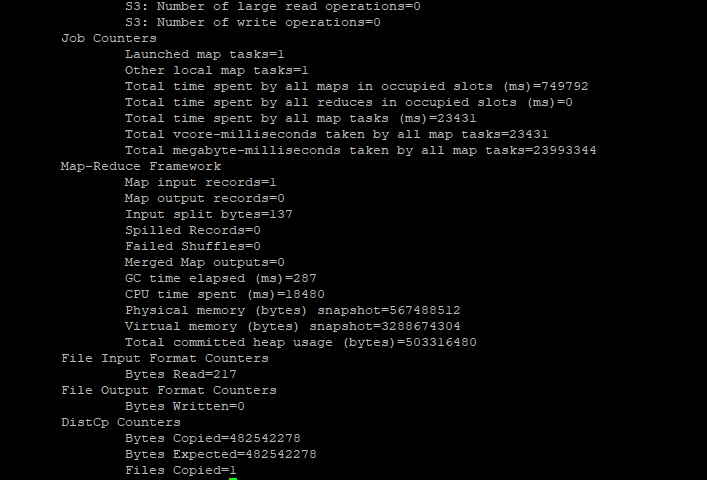 S3: Number of large read operations=0
S3: Number of write operations=0
Job Counters
Launched map tasks=1
Other local map tasks=1
Total time spent by all maps in occupied slots (ms)=749792
Total time spent by all reduces in occupied slots (ms)=0
Total time spent by all map tasks (ms)=23431
Total vcore-milliseconds taken by all map tasks=23431
Total megabyte-milliseconds taken by all map tasks=23993344
Map-Reduce Framework
Map input records=1
Map output records=0
Input split bytes=137
Spilled Records=0
Failed Shuffles=0
Merged Map outputs=0
GC time elapsed (ms)=287
CPU time spent (ms)=18480
Physical memory (bytes) snapshot=567488512
Virtual memory (bytes) snapshot=3288674304
Total committed heap usage (bytes)=503316480
File Input Format Counters
Bytes Read=217
File Output Format Counters
Bytes Written=0
DistCp Counters
Bytes Copied=482542278
Bytes Expected=482542278
Files Copied=1